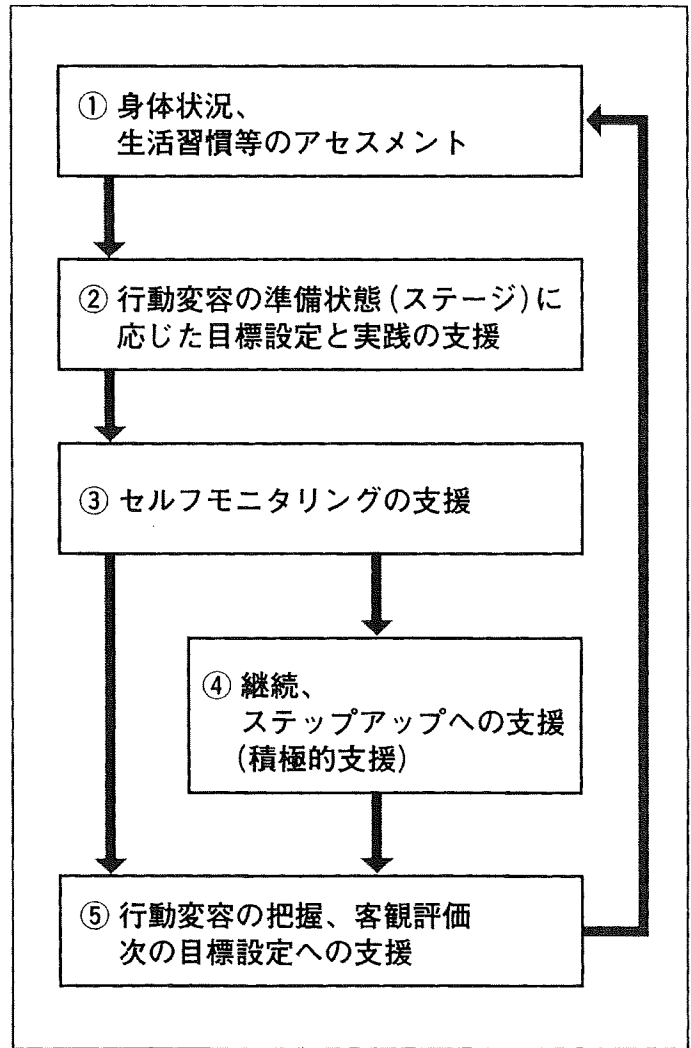 ① 身体状況、
生活習慣等のアセスメント
② 行動変容の準備状態(ステージ)に
応じた目標設定と実践の支援
③ セルフモニタリングの支援
④ 継続、
ステップアップへの支援
(積極的支援)
⑤ 行動変容の把握、客観評価
次の目標設定への支援